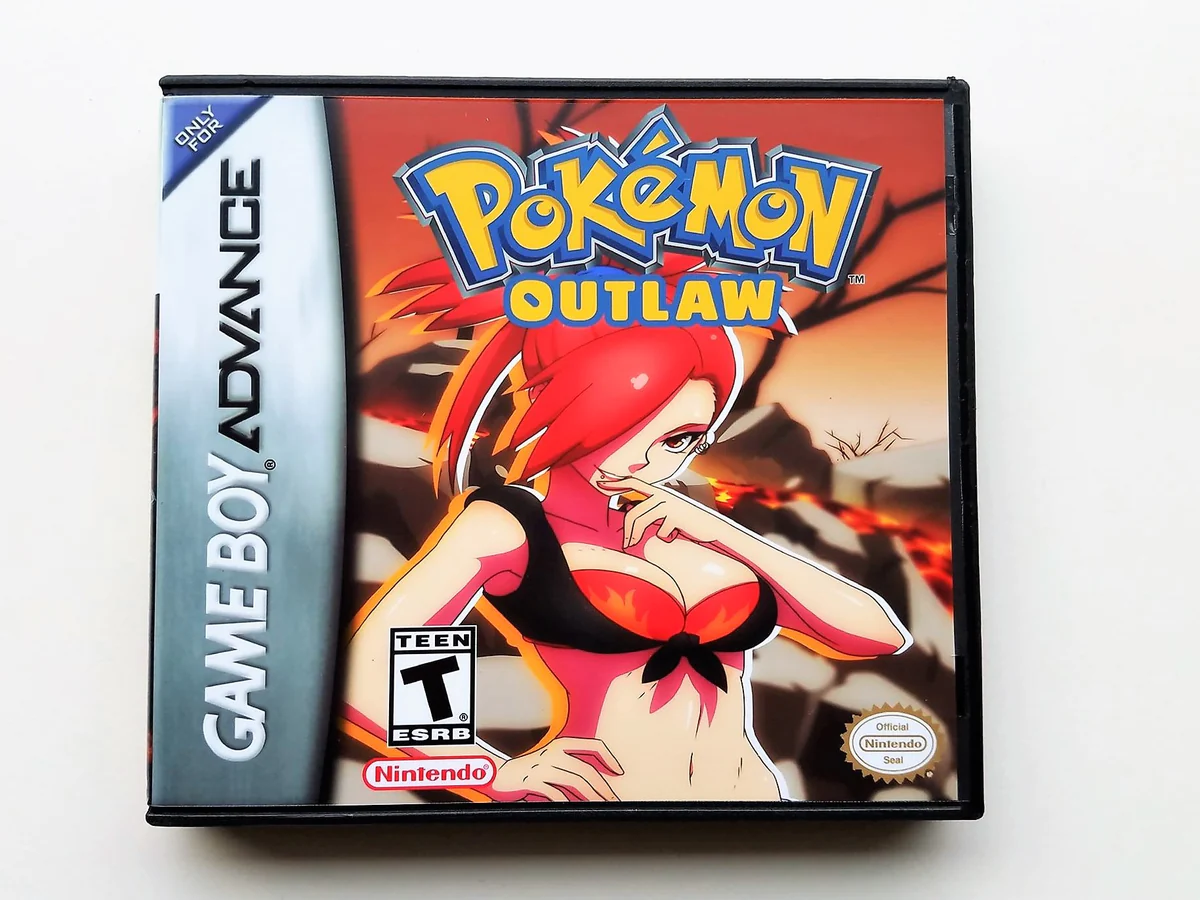 ONLY
FOR
GAME BOY ADVANCE
®
POKéMON
™
OUTLAW
TEEN
T
®
ESRB
Nintendo®
Official
Nintendo
Seal
®